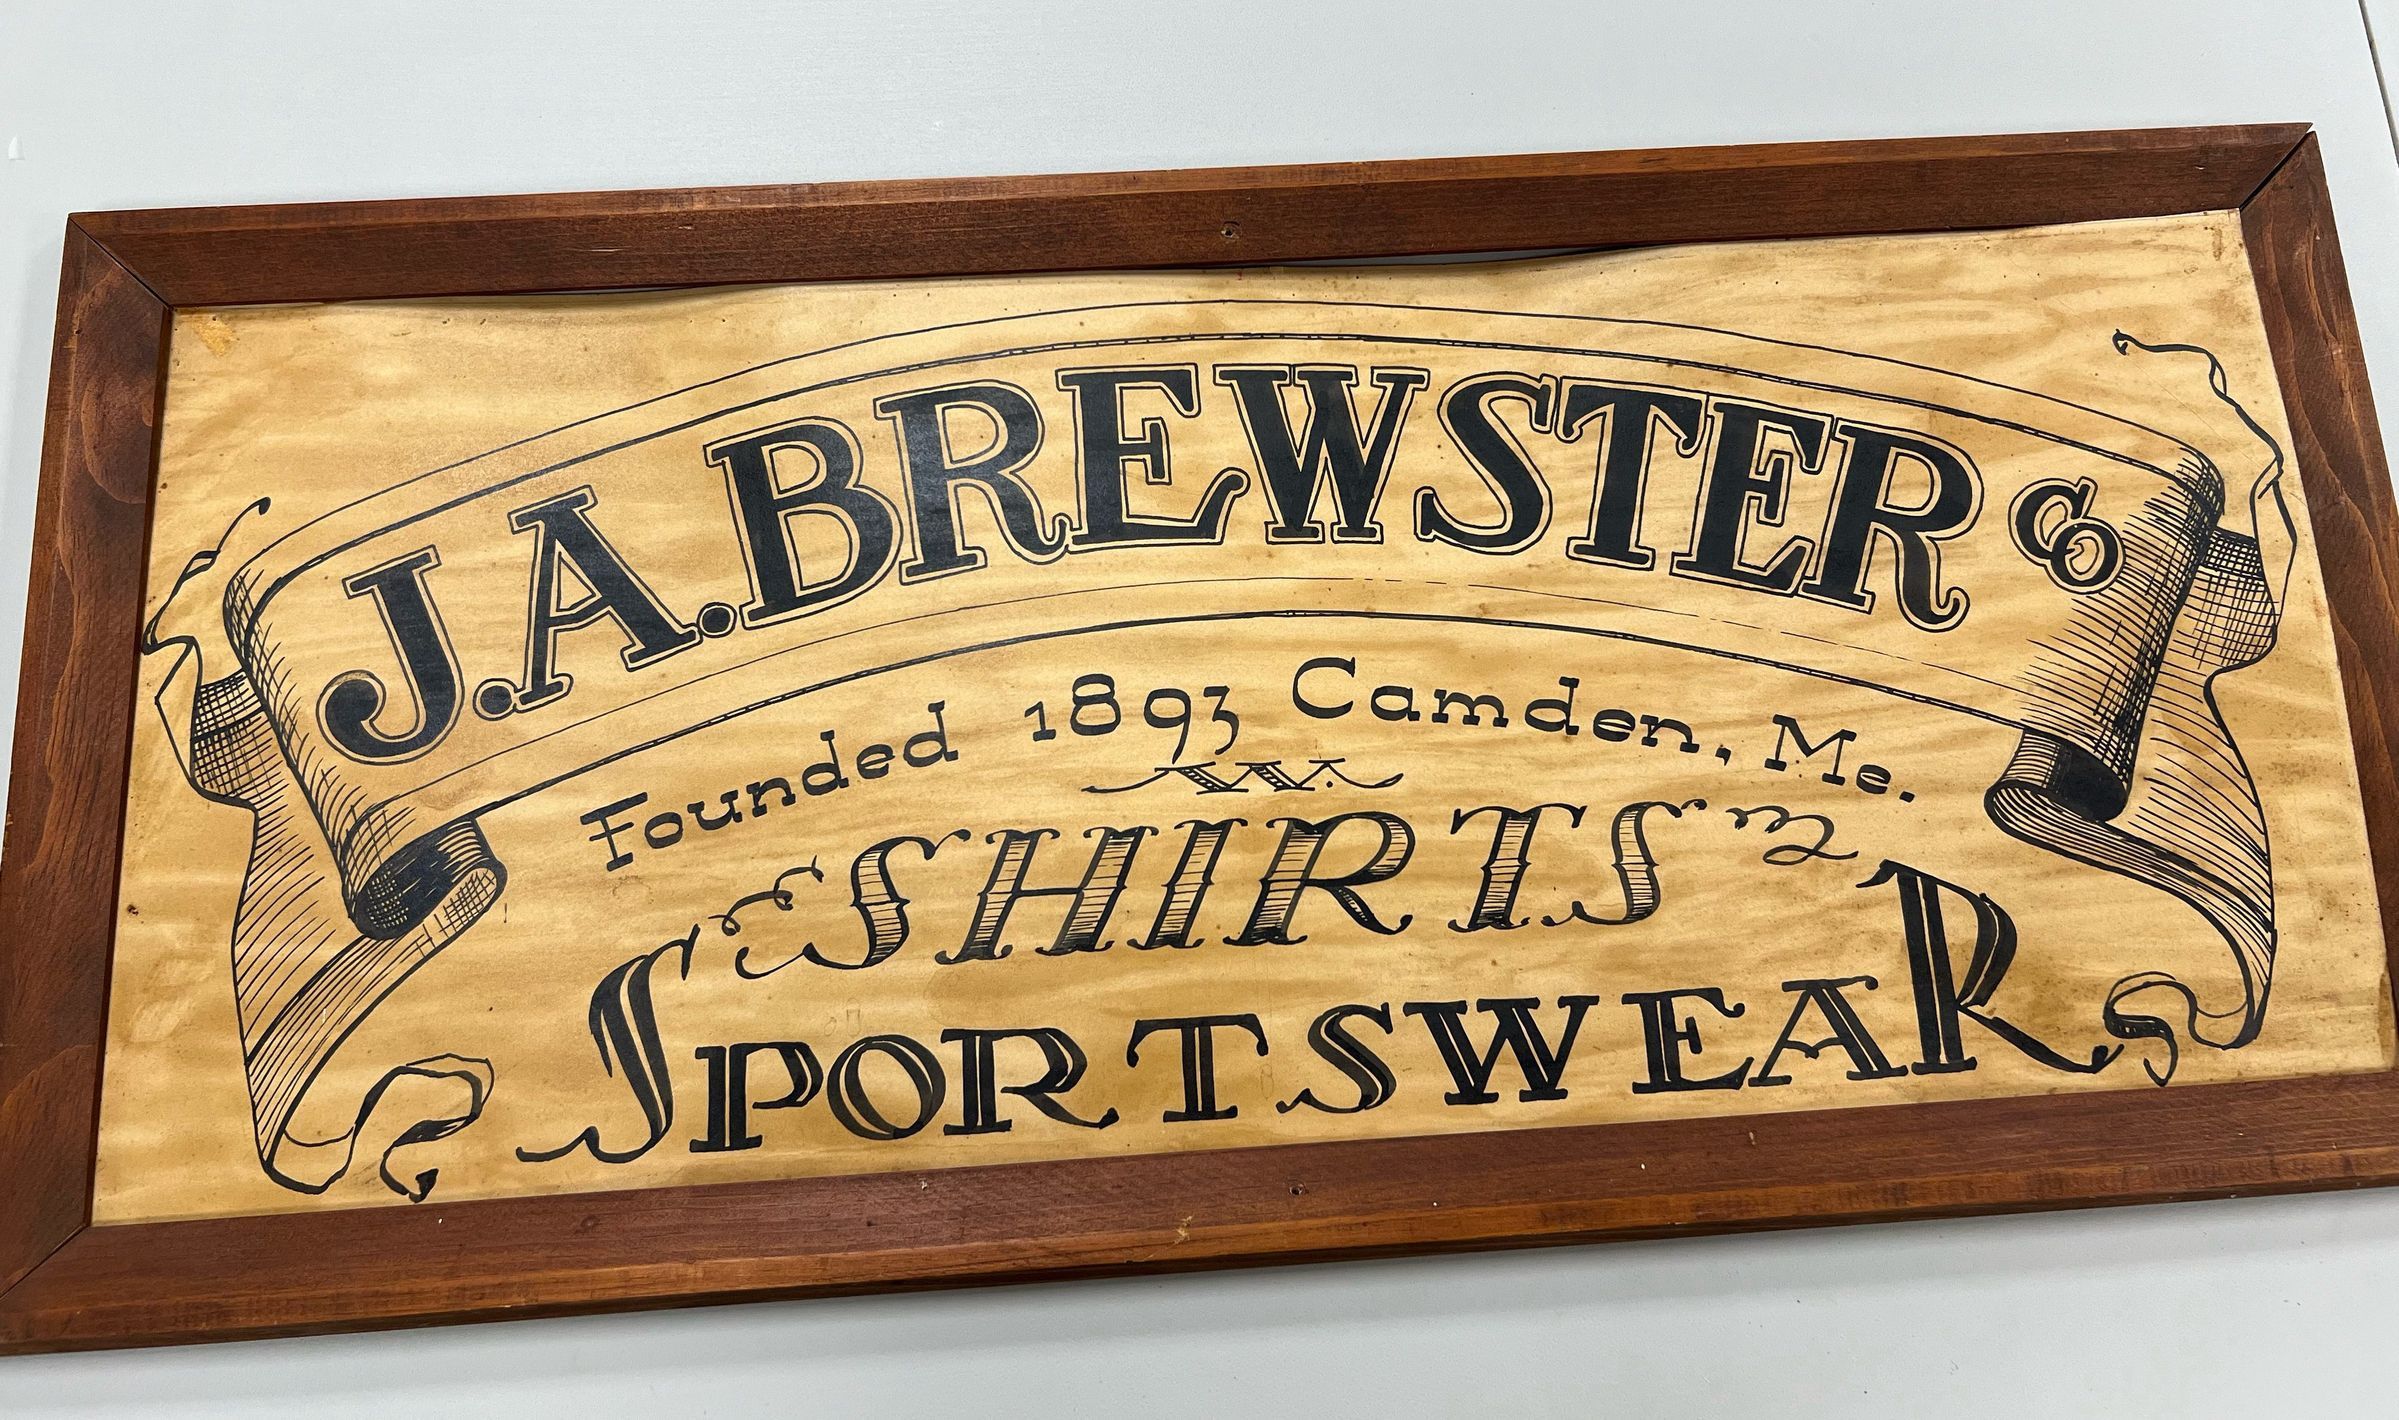 J.A. BREWSTER Co
Founded 1893 Camden, Me.
SHIRTS
SPORTSWEAR